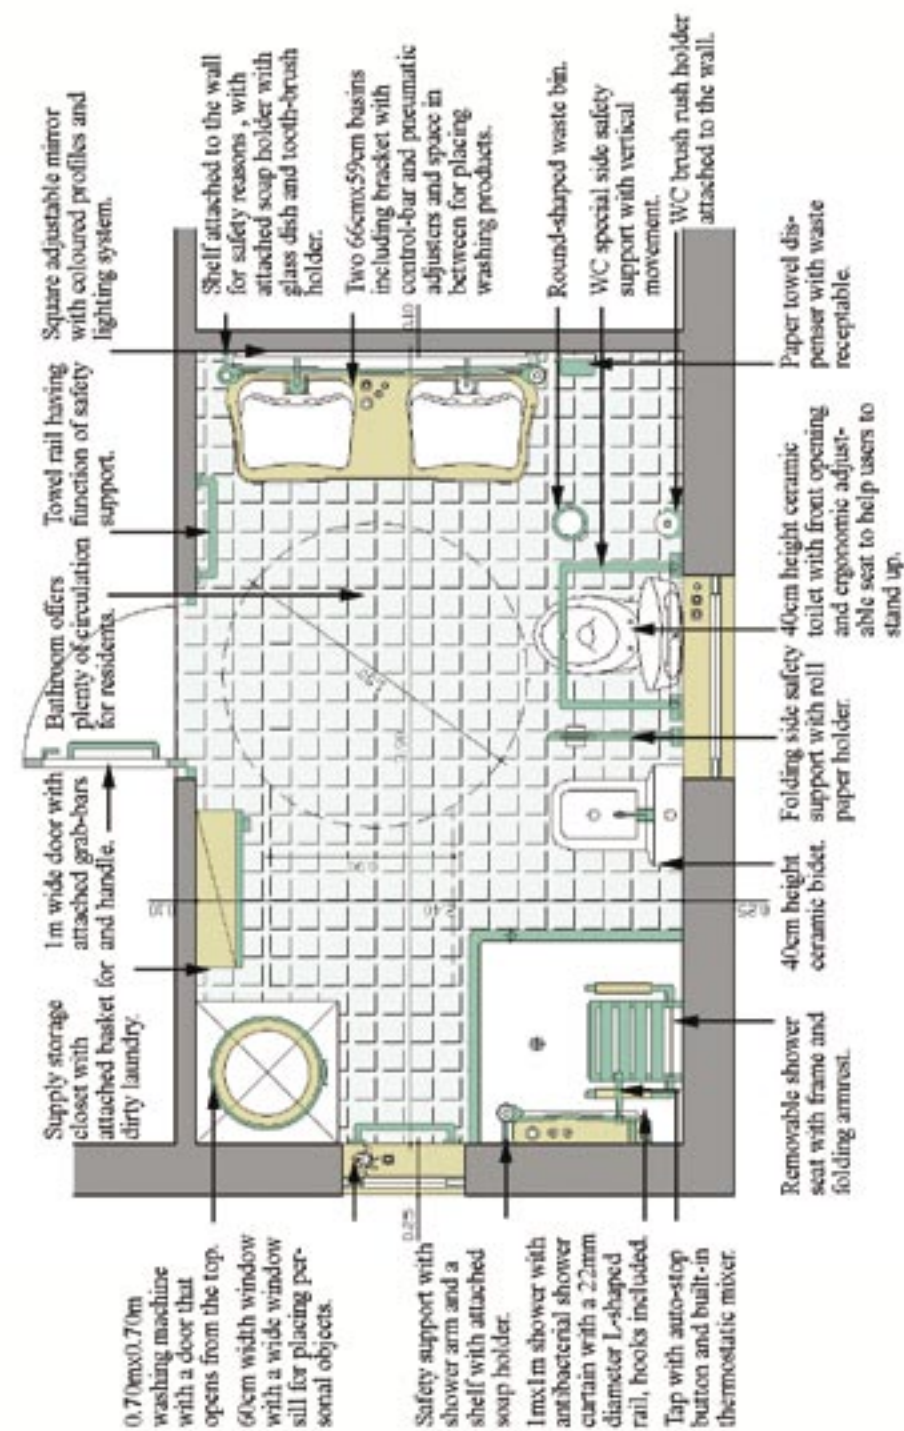 Supply storage
closet with
attached basket for
dirty laundry.
1m wide door with
attached grab-bars
and handle.
Bathroom offers
plenty of circulation
for residents.
Towel rail having
function of safety
support.
Square adjustable mirror
with coloured profiles and
lighting system.
0.70mx0.70m
washing machine
with a door that
opens from the top.
60cm width window
with a wide window
sill for placing per-
sonal objects.
Safety support with
shower arm and a
shelf with attached
soap holder.
1mx1m shower with
antibacterial shower
curtain with a 22mm
diameter L-shaped
rail, hooks included.
Tap with auto-stop
button and built-in
thermostatic mixer.
0.25
2.40
0.10
Shelf attached to the wall
for safety reasons , with
attached soap holder with
glass dish and tooth-brush
holder.
Two 66cmx59cm basins
including bracket with
control-bar and pneumatic
adjusters and space in
between for placing
washing products.
Round-shaped waste bin.
WC special side safety
support with vertical
movement.
WC brush rush holder
attached to the wall.
Removable shower
seat with frame and
folding armrest.
40cm height
ceramic bidet.
Folding side safety
support with roll
paper holder.
40cm height ceramic
toilet with front opening
and ergonomic adjust-
able seat to help users to
stand up.
Paper towel dis-
penser with waste
receptable.